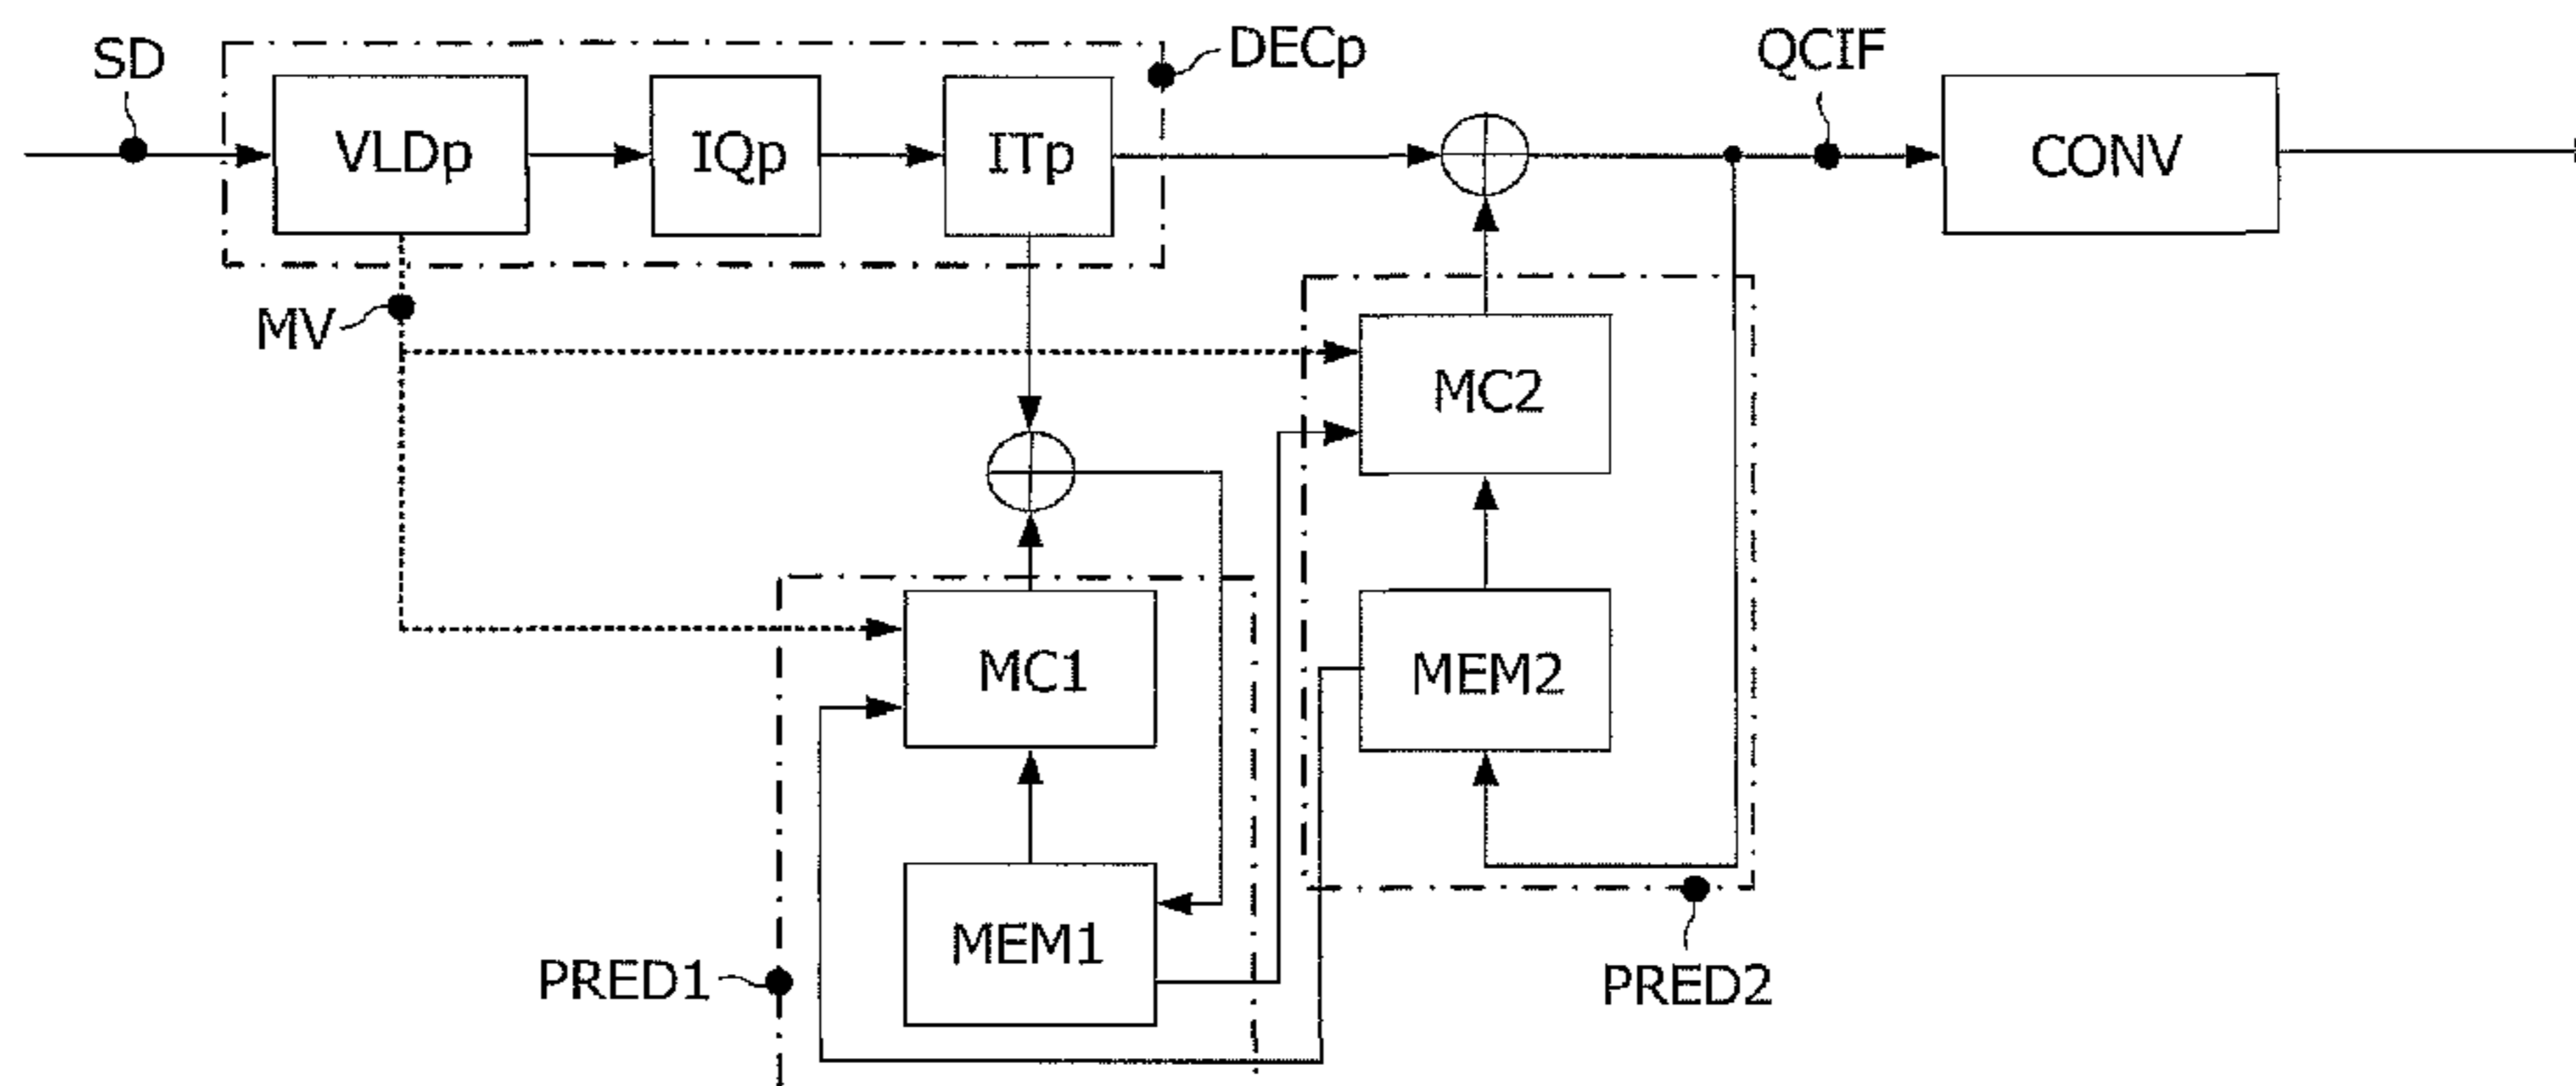 SD
DECp
QCIF
VLDp
IQp
ITp
CONV
MV
MC2
MC1
MEM2
MEM1
PRED1
PRED2